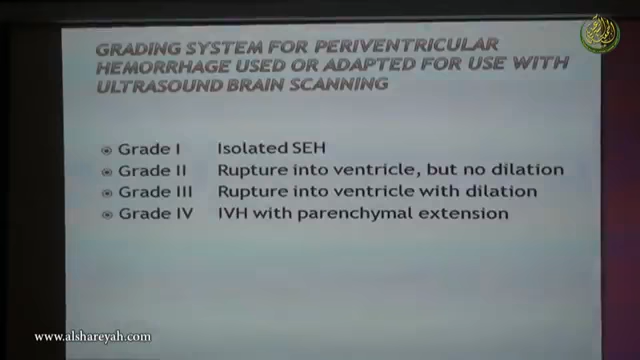 GRADING SYSTEM FOR PERIVENTRICULAR
HEMORRHAGE USED OR ADAPTED FOR USE WITH
ULTRASOUND BRAIN SCANNING
Grade I Isolated SEH
Grade II Rupture into ventricle, but no dilation
Grade III Rupture into ventricle with dilation
Grade IV IVH with parenchymal extension
www.alshareyah.com